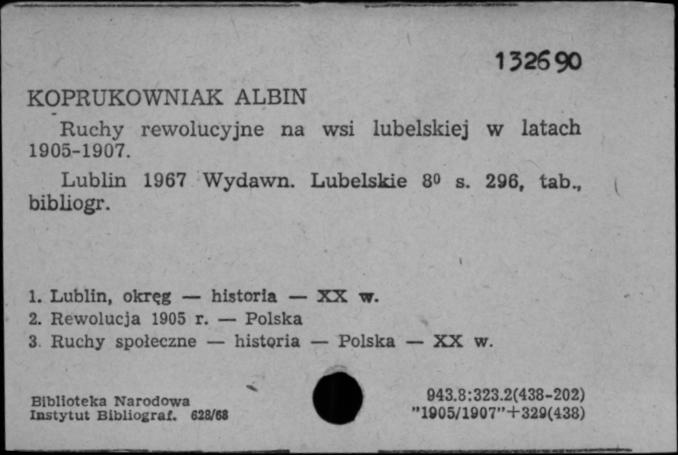 132690
KOPRUKOWNIAK ALBIN
Ruchy rewolucyjne na wsi lubelskiej w latach
1905-1907.
Lublin 1967 Wydawn. Lubelskie 8⁰ s. 296, tab.,
bibliogr.
1. Lublin, okręg — historia — XX w.
2. Rewolucja 1905 r. — Polska
3. Ruchy społeczne — historia — Polska — XX w.
Biblioteka Narodowa
Instytut Bibliograf. 628/68
943.8:323.2(438-202)
"1905/1907"+329(438)